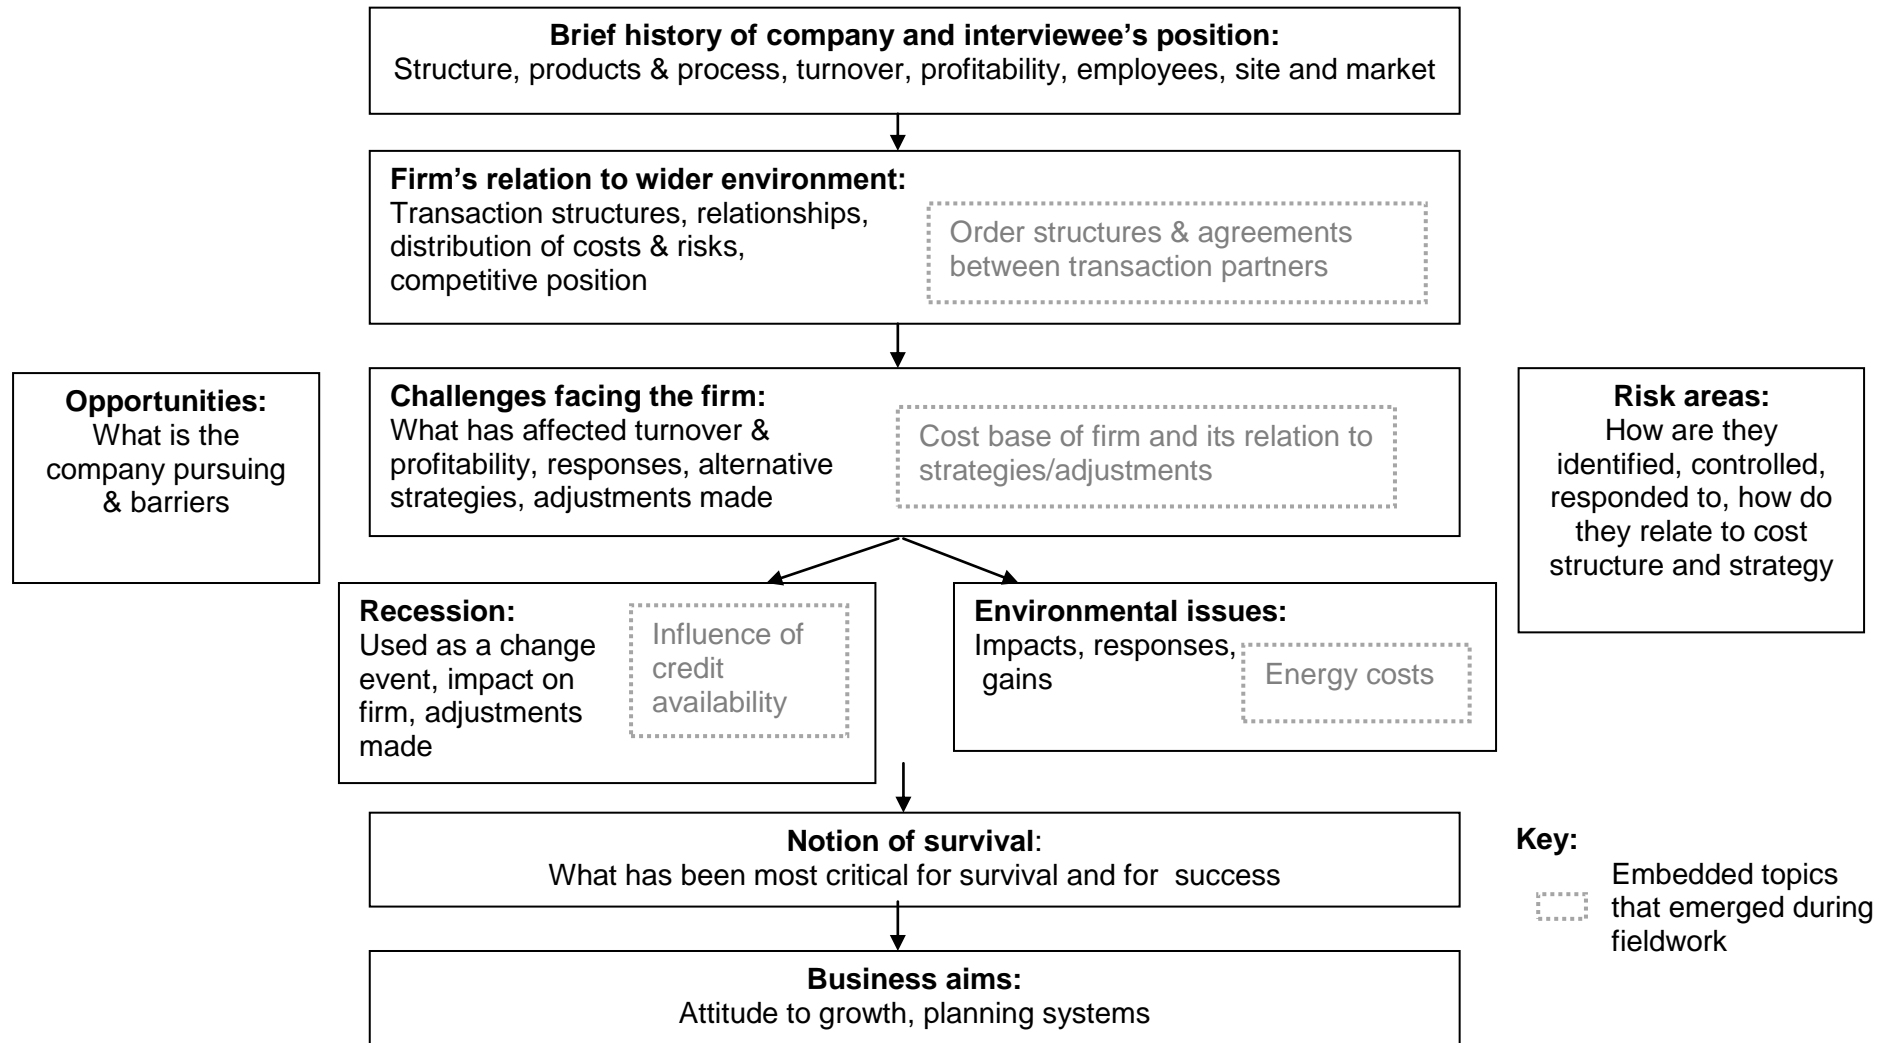 Brief history of company and interviewee’s position:
Structure, products & process, turnover, profitability, employees, site and market
Firm’s relation to wider environment:
Transaction structures, relationships,
distribution of costs & risks,
competitive position
Order structures & agreements
between transaction partners
Opportunities:
What is the
company pursuing
& barriers
Challenges facing the firm:
What has affected turnover &
profitability, responses, alternative
strategies, adjustments made
Cost base of firm and its relation to
strategies/adjustments
Risk areas:
How are they
identified, controlled,
responded to, how do
they relate to cost
structure and strategy
Recession:
Used as a change
event, impact on
firm, adjustments
made
Influence of
credit
availability
Environmental issues:
Impacts, responses,
gains
Energy costs
Notion of survival:
What has been most critical for survival and for  success
Key:
Embedded topics
that emerged during
fieldwork
Business aims:
Attitude to growth, planning systems